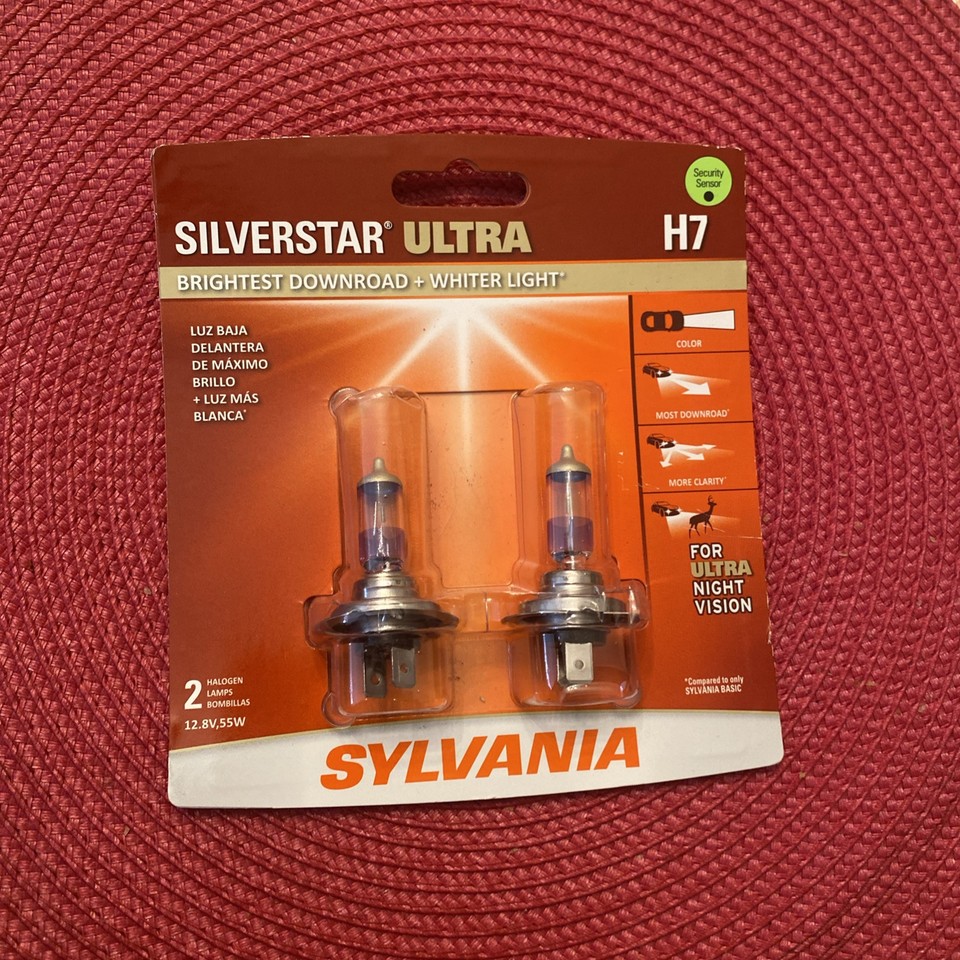 Security
Sensor
SILVERSTAR® ULTRA
H7
BRIGHTEST DOWNROAD + WHITER LIGHT*
LUZ BAJA
DELANTERA
DE MÁXIMO
BRILLO
+ LUZ MÁS
BLANCA*
COLOR
MOST DOWNROAD*
MORE CLARITY*
FOR
ULTRA
NIGHT
VISION
2 HALOGEN
LAMPS
BOMBILLAS
12.8V,55W
*Compared to only
SYLVANIA BASIC
SYLVANIA